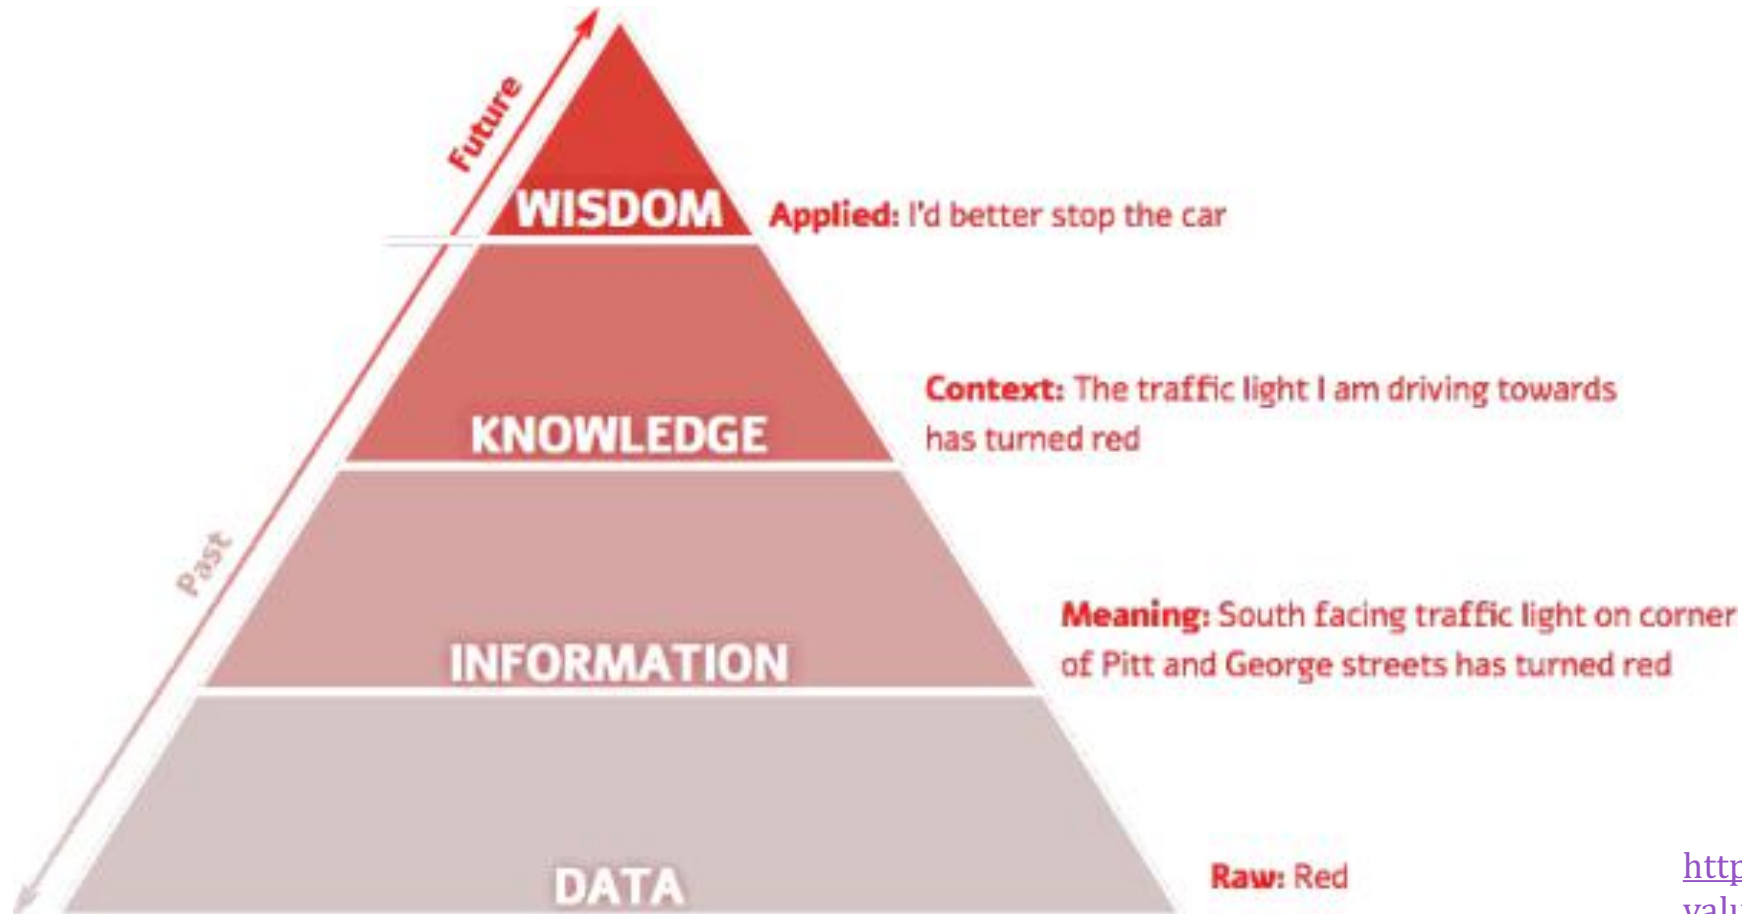 Future
WISDOM
Applied: I'd better stop the car
Context: The traffic light I am driving towards
has turned red
KNOWLEDGE
Past
Meaning: South facing traffic light on corner
of Pitt and George streets has turned red
INFORMATION
DATA
Raw: Red
http
valu